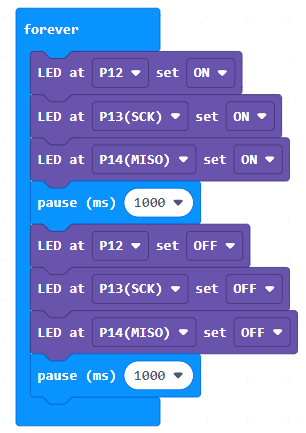 forever
LED at P12 set ON
LED at P13(SCK) set ON
LED at P14(MISO) set ON
pause (ms) 1000
LED at P12 set OFF
LED at P13(SCK) set OFF
LED at P14(MISO) set OFF
pause (ms) 1000